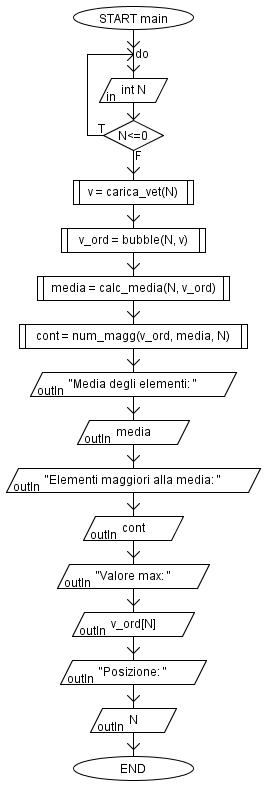 START main
do
int N
in
N<=0
T
F
v = carica_vet(N)
v_ord = bubble(N, v)
media = calc_media(N, v_ord)
cont = num_magg(v_ord, media, N)
"Media degli elementi: "
outln
media
outln
"Elementi maggiori alla media: "
outln
cont
outln
"Valore max: "
outln
v_ord[N]
outln
"Posizione: "
outln
N
outln
END